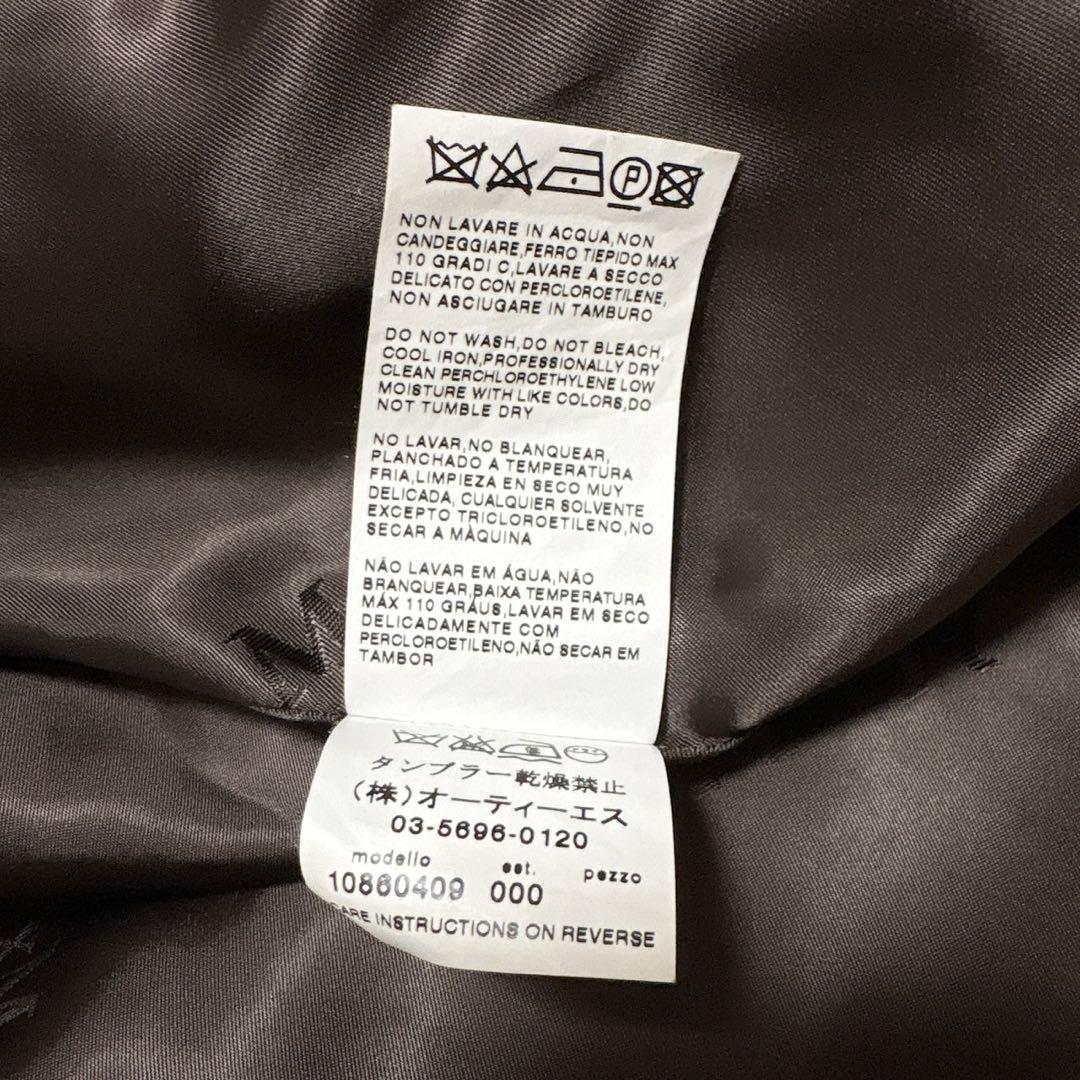 P
NON LAVARE IN ACQUA,NON
CANDEGGIARE,FERRO TIEPIDO MAX
110 GRADI C,LAVARE A SECCO
DELICATO CON PERCLOROETILENE,
NON ASCIUGARE IN TAMBURO
DO NOT WASH,DO NOT BLEACH,
COOL IRON,PROFESSIONALLY DRY
CLEAN PERCHLOROETHYLENE LOW
MOISTURE WITH LIKE COLORS,DO
NOT TUMBLE DRY
NO LAVAR,NO BLANQUEAR,
PLANCHADO A TEMPERATURA
FRIA,LIMPIEZA EN SECO MUY
DELICADA, CUALQUIER SOLVENTE
EXCEPTO TRICLOROETILENO,NO
SECAR A MÀQUINA
NÃO LAVAR EM ÁGUA,NÃO
BRANQUEAR,BAIXA TEMPERATURA
MÁX 110 GRÁUS,LAVAR EM SECO
DELICADAMENTE COM
PERCLOROETILENO,NÃO SECAR EM
TAMBOR
タンブラー乾燥禁止
(株)オーティーエス
03-5696-0120
modello est. pezzo
10860409 000
CARE INSTRUCTIONS ON REVERSE